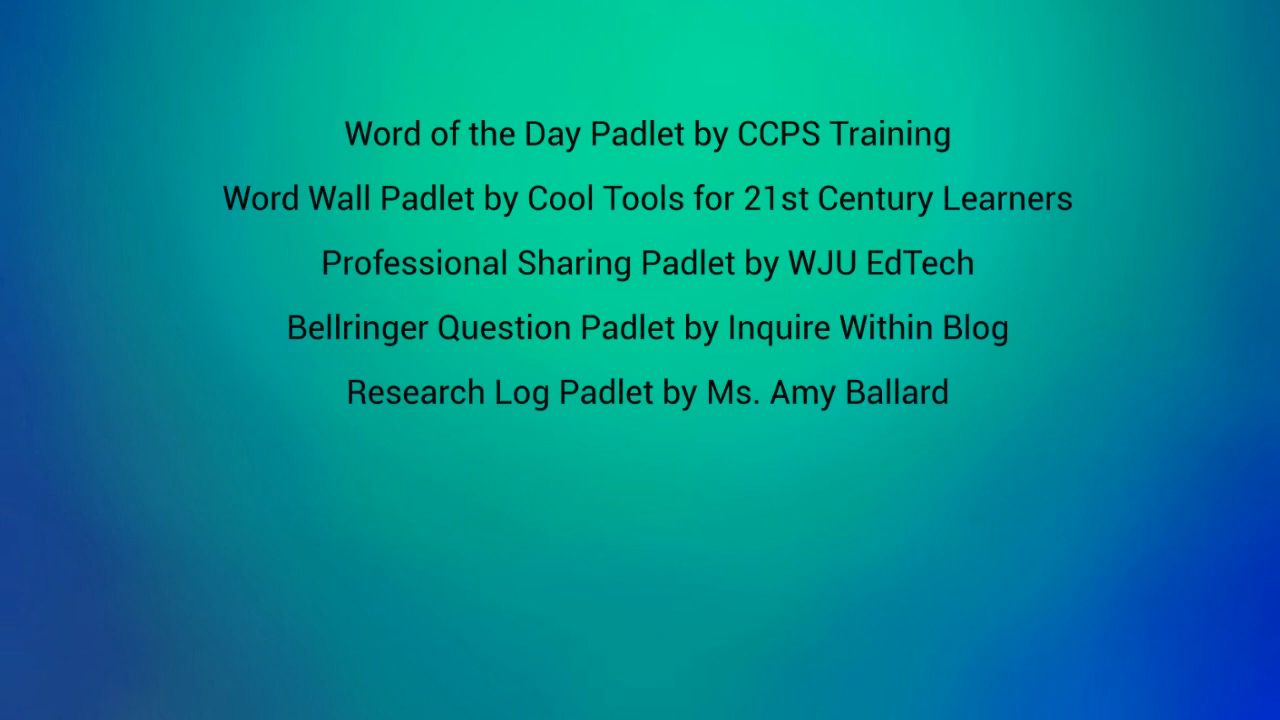 Word of the Day Padlet by CCPS Training
Word Wall Padlet by Cool Tools for 21st Century Learners
Professional Sharing Padlet by WJU EdTech
Bellringer Question Padlet by Inquire Within Blog
Research Log Padlet by Ms. Amy Ballard